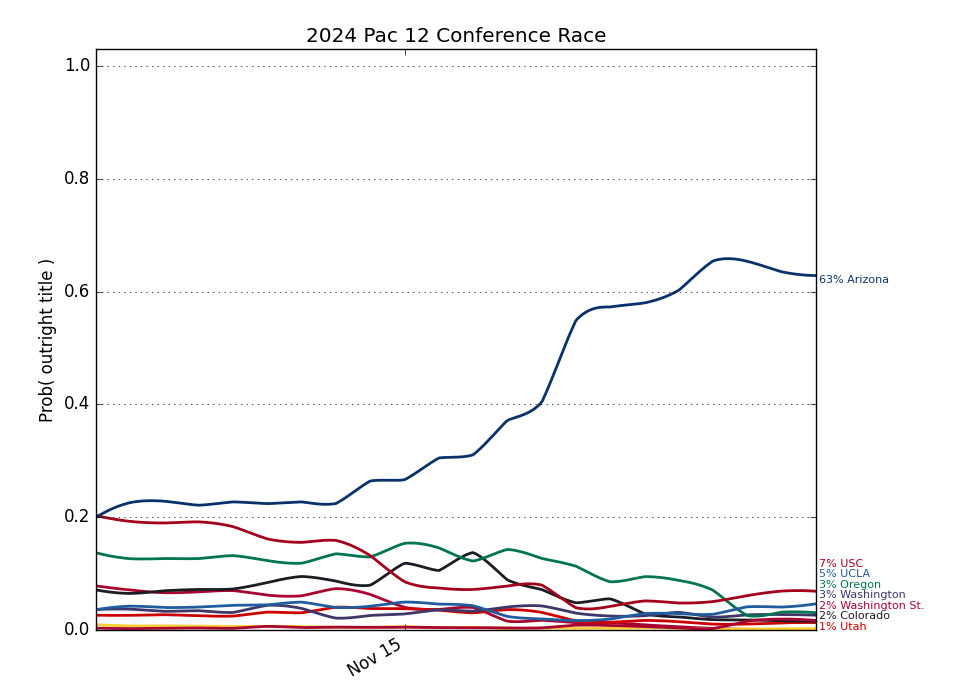 2024 Pac 12 Conference Race
1.0
0.8
0.6
0.4
0.2
0.0
Prob( outright title )
Nov 15
63% Arizona
7% USC
5% UCLA
3% Oregon
3% Washington
2% Washington St.
2% Colorado
1% Utah